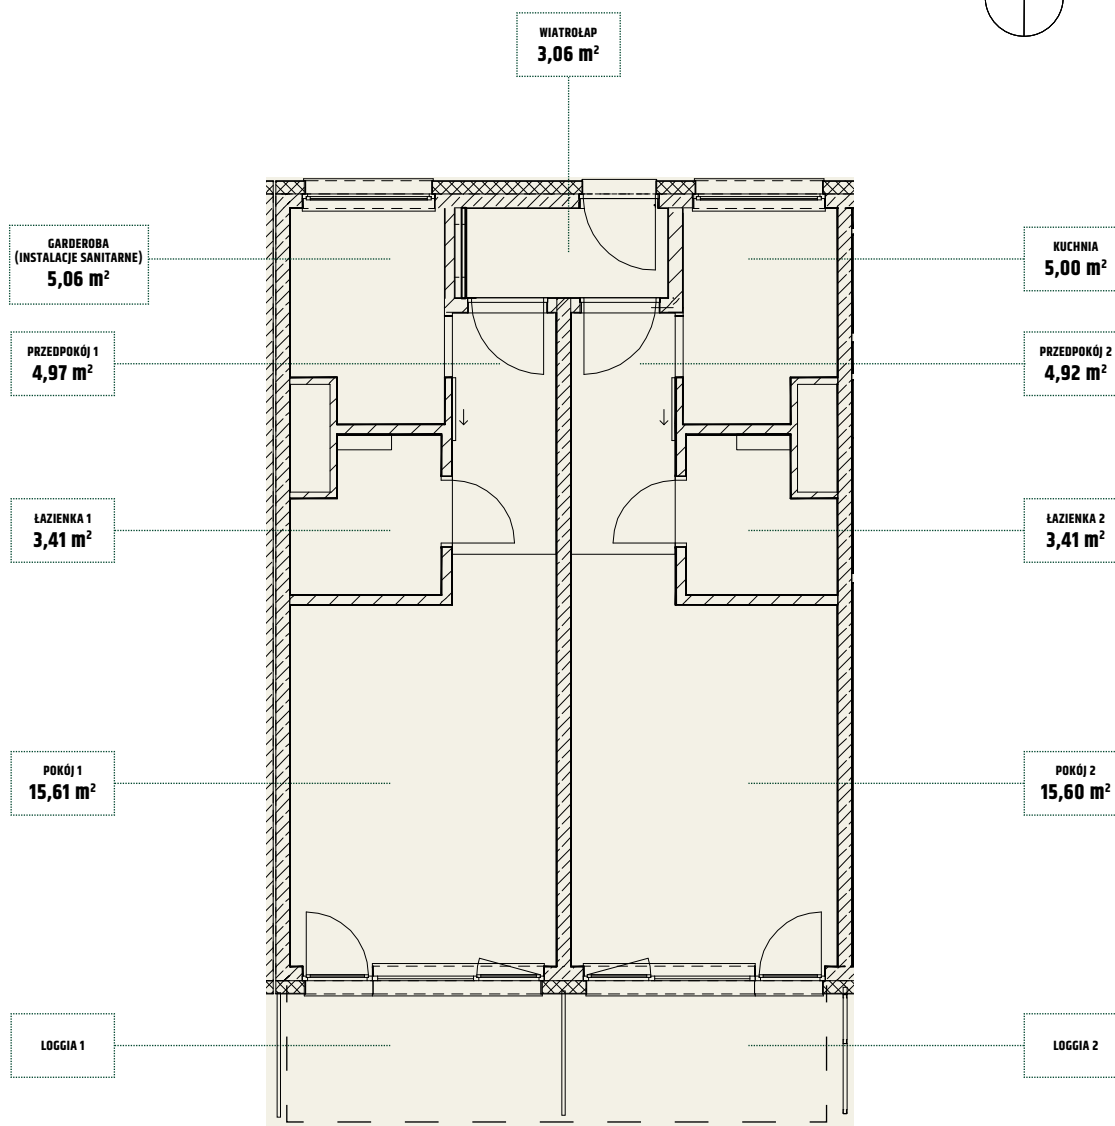 WIATROŁAP
3,06 m²
GARDEROBA
(INSTALACJE SANITARNE)
5,06 m²
KUCHNIA
5,00 m²
PRZEDPOKÓJ 1
4,97 m²
PRZEDPOKÓJ 2
4,92 m²
ŁAZIENKA 1
3,41 m²
ŁAZIENKA 2
3,41 m²
POKÓJ 1
15,61 m²
POKÓJ 2
15,60 m²
LOGGIA 1
LOGGIA 2